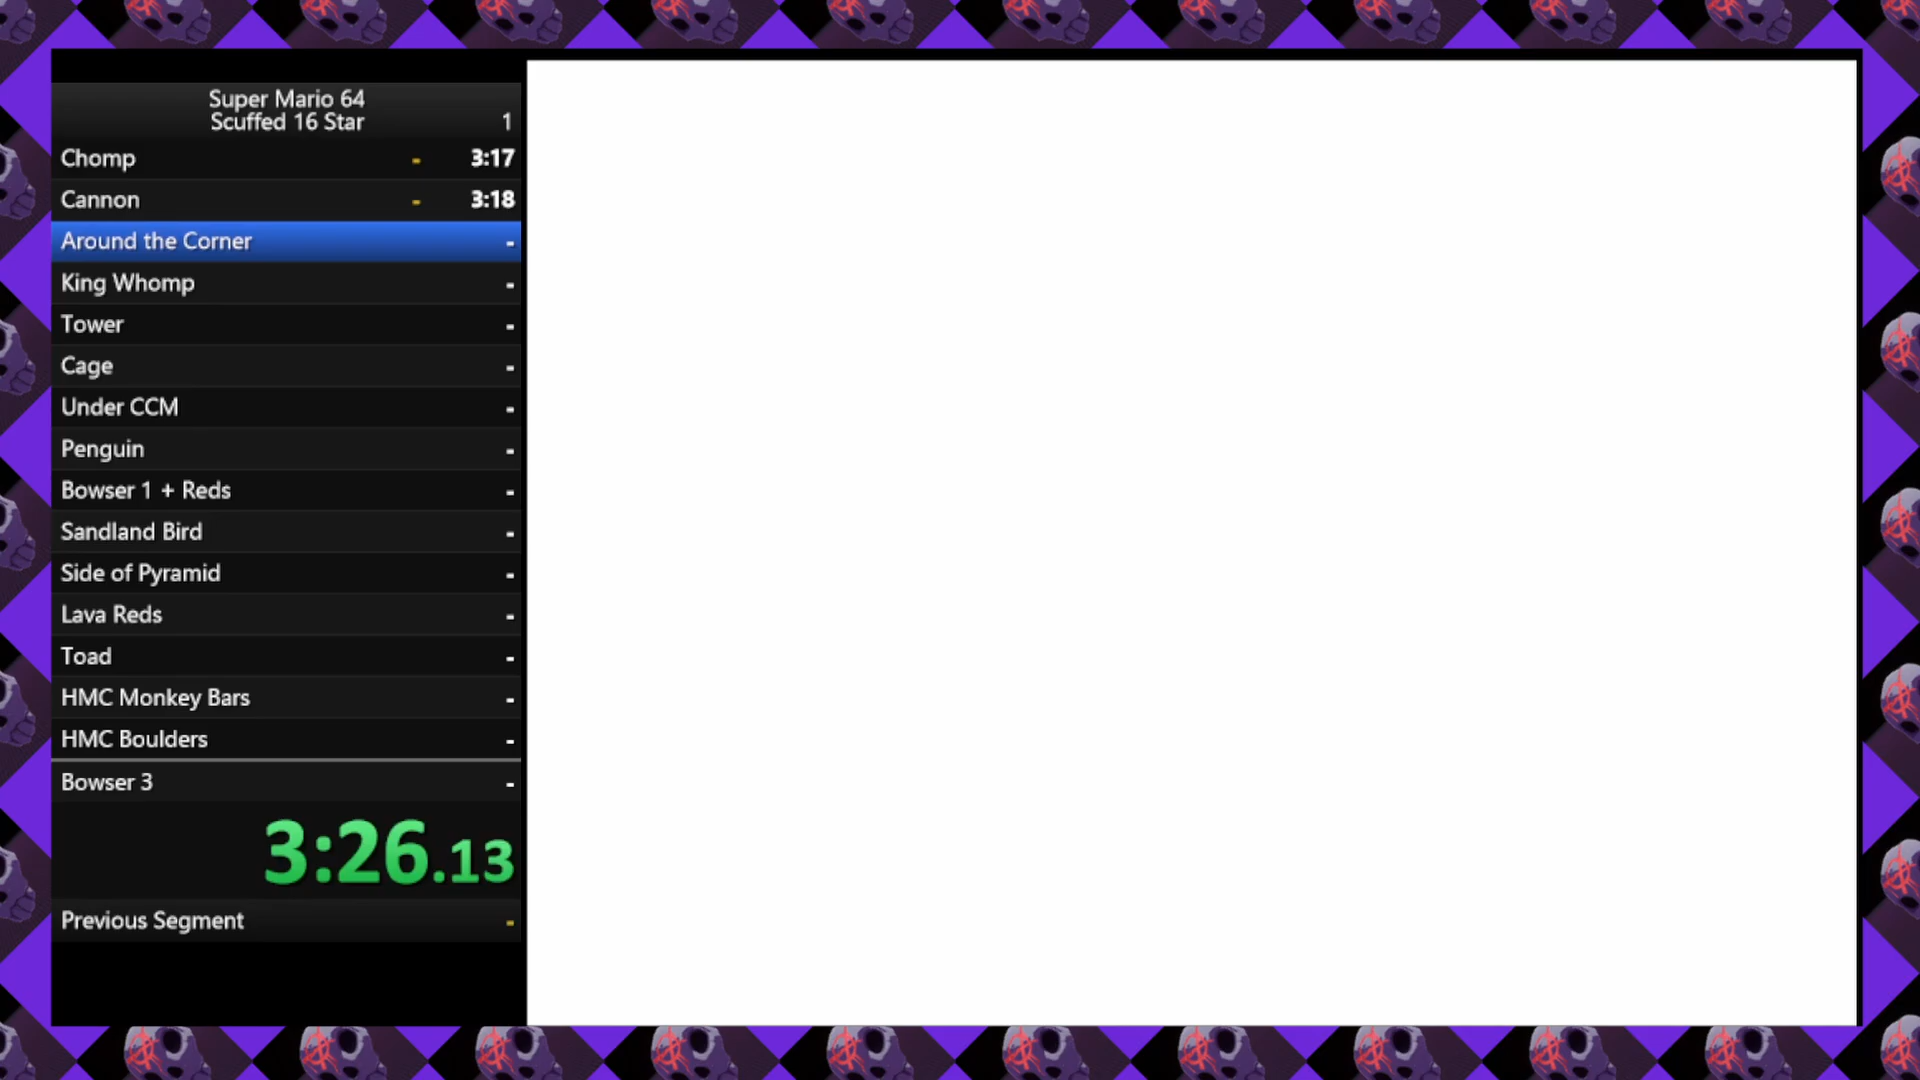 Super Mario 64
Scuffed 16 Star 1
Chomp - 3:17
Cannon - 3:18
Around the Corner -
King Whomp -
Tower -
Cage -
Under CCM -
Penguin -
Bowser 1 + Reds -
Sandland Bird -
Side of Pyramid -
Lava Reds -
Toad -
HMC Monkey Bars -
HMC Boulders -
Bowser 3 -
3:26.13
Previous Segment -